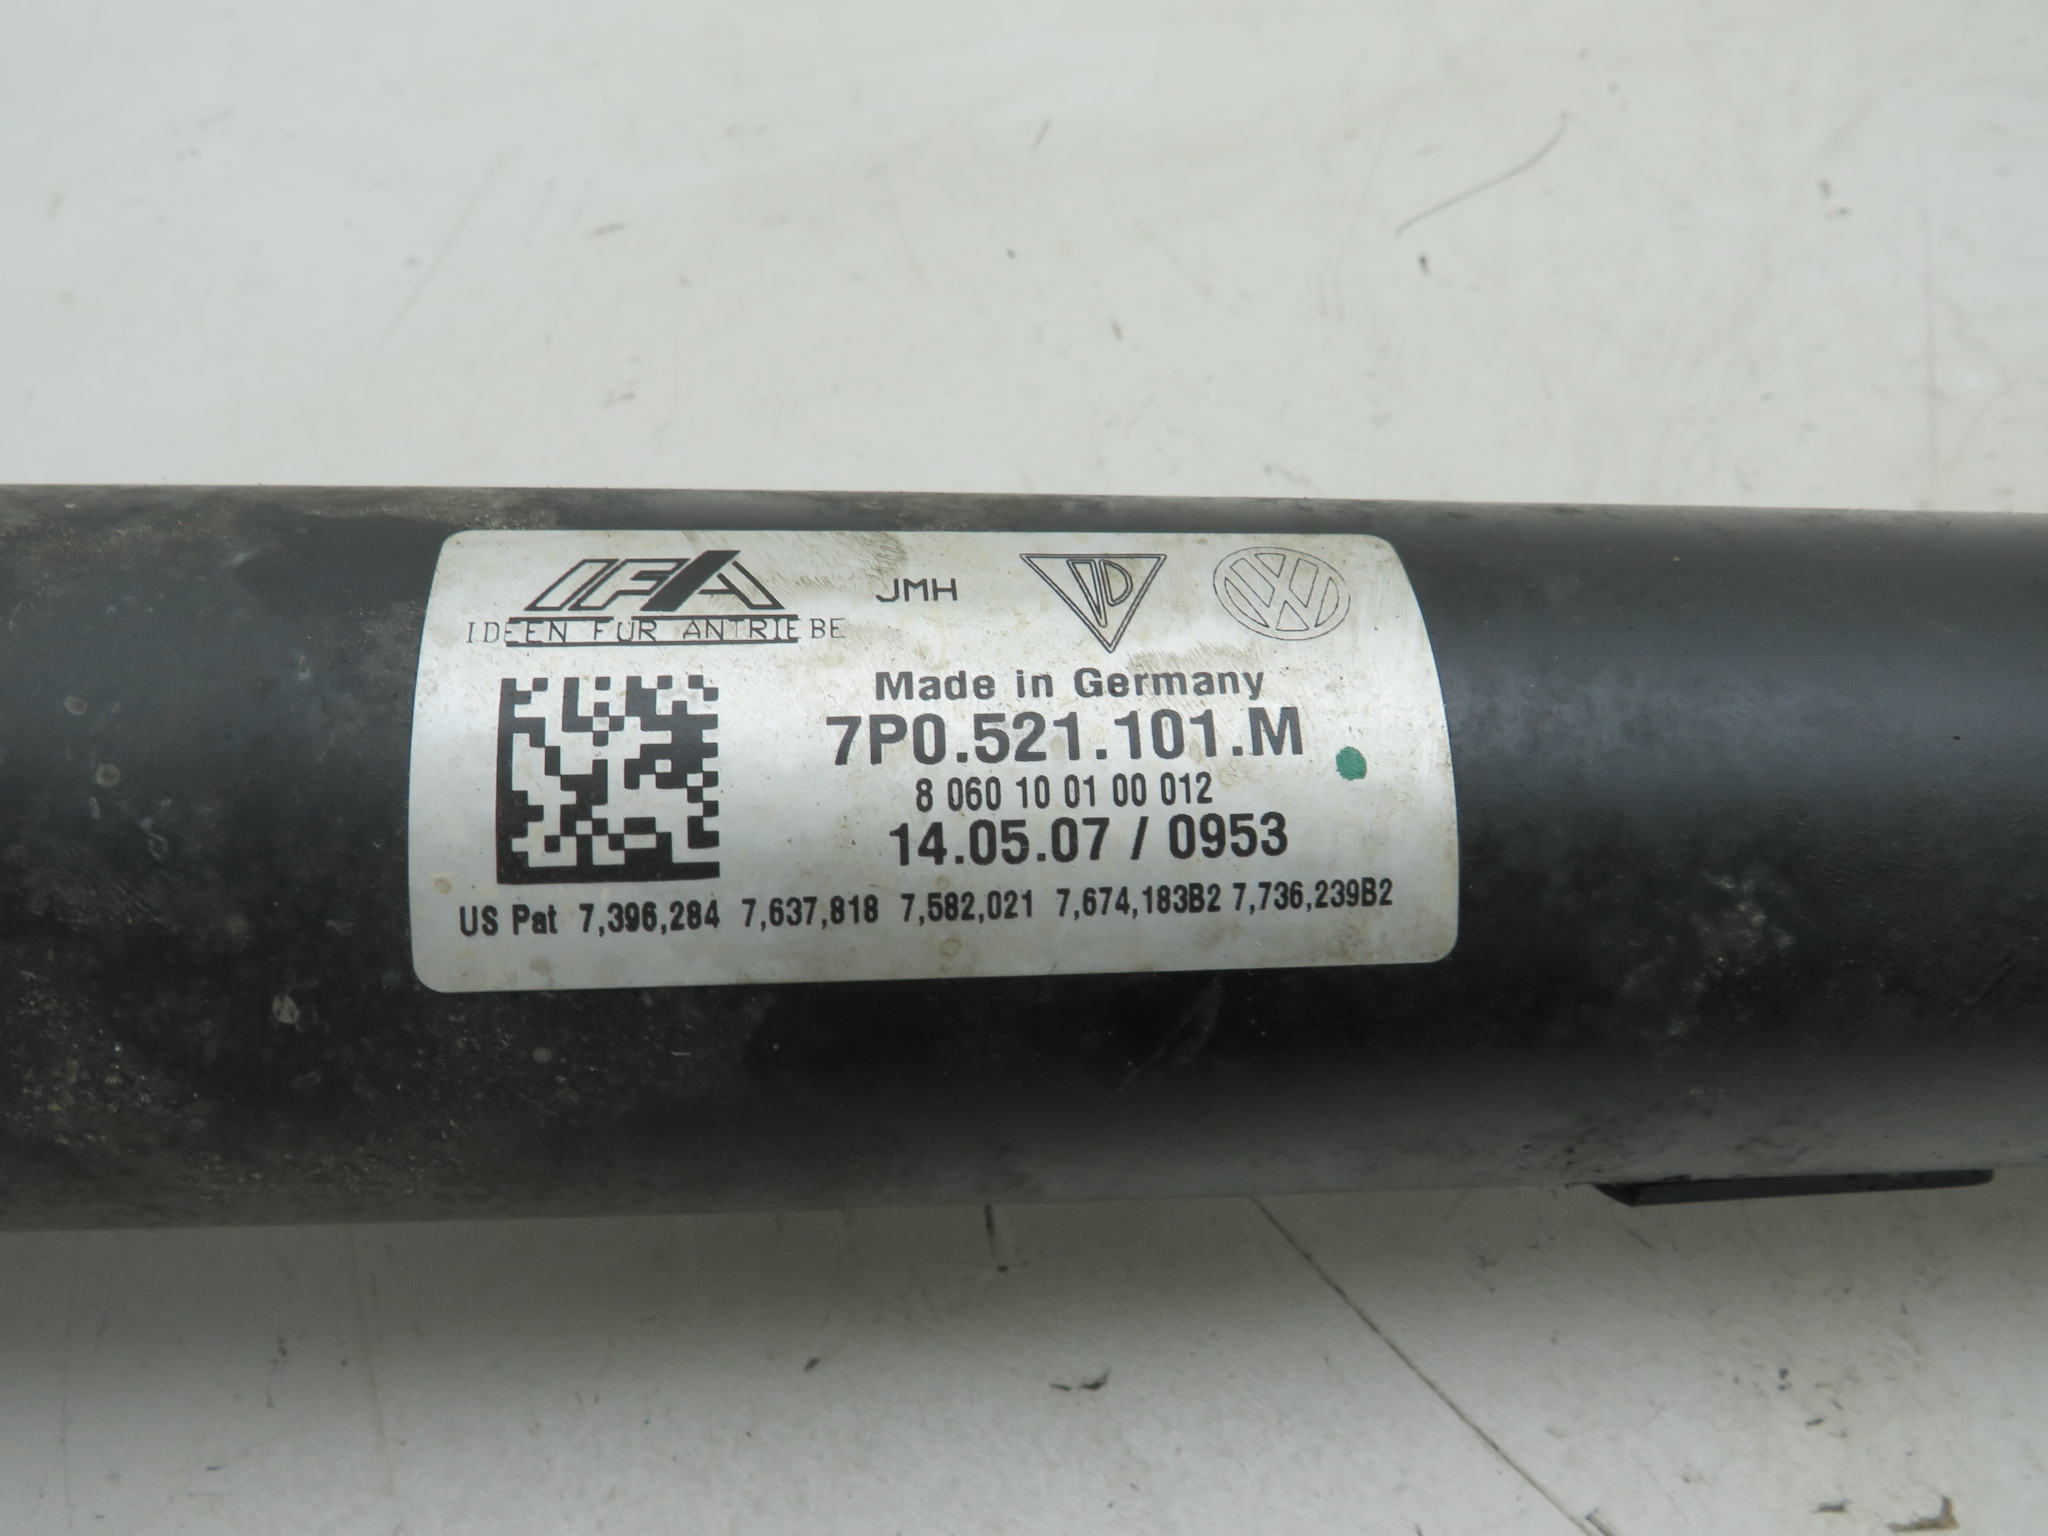 IFA
IDEEN FÜR ANTRIEBE
JMH
Made in Germany
7P0.521.101.M
8 060 10 01 00 012
14.05.07 / 0953
US Pat 7,396,284 7,637,818 7,582,021 7,674,183B2 7,736,239B2